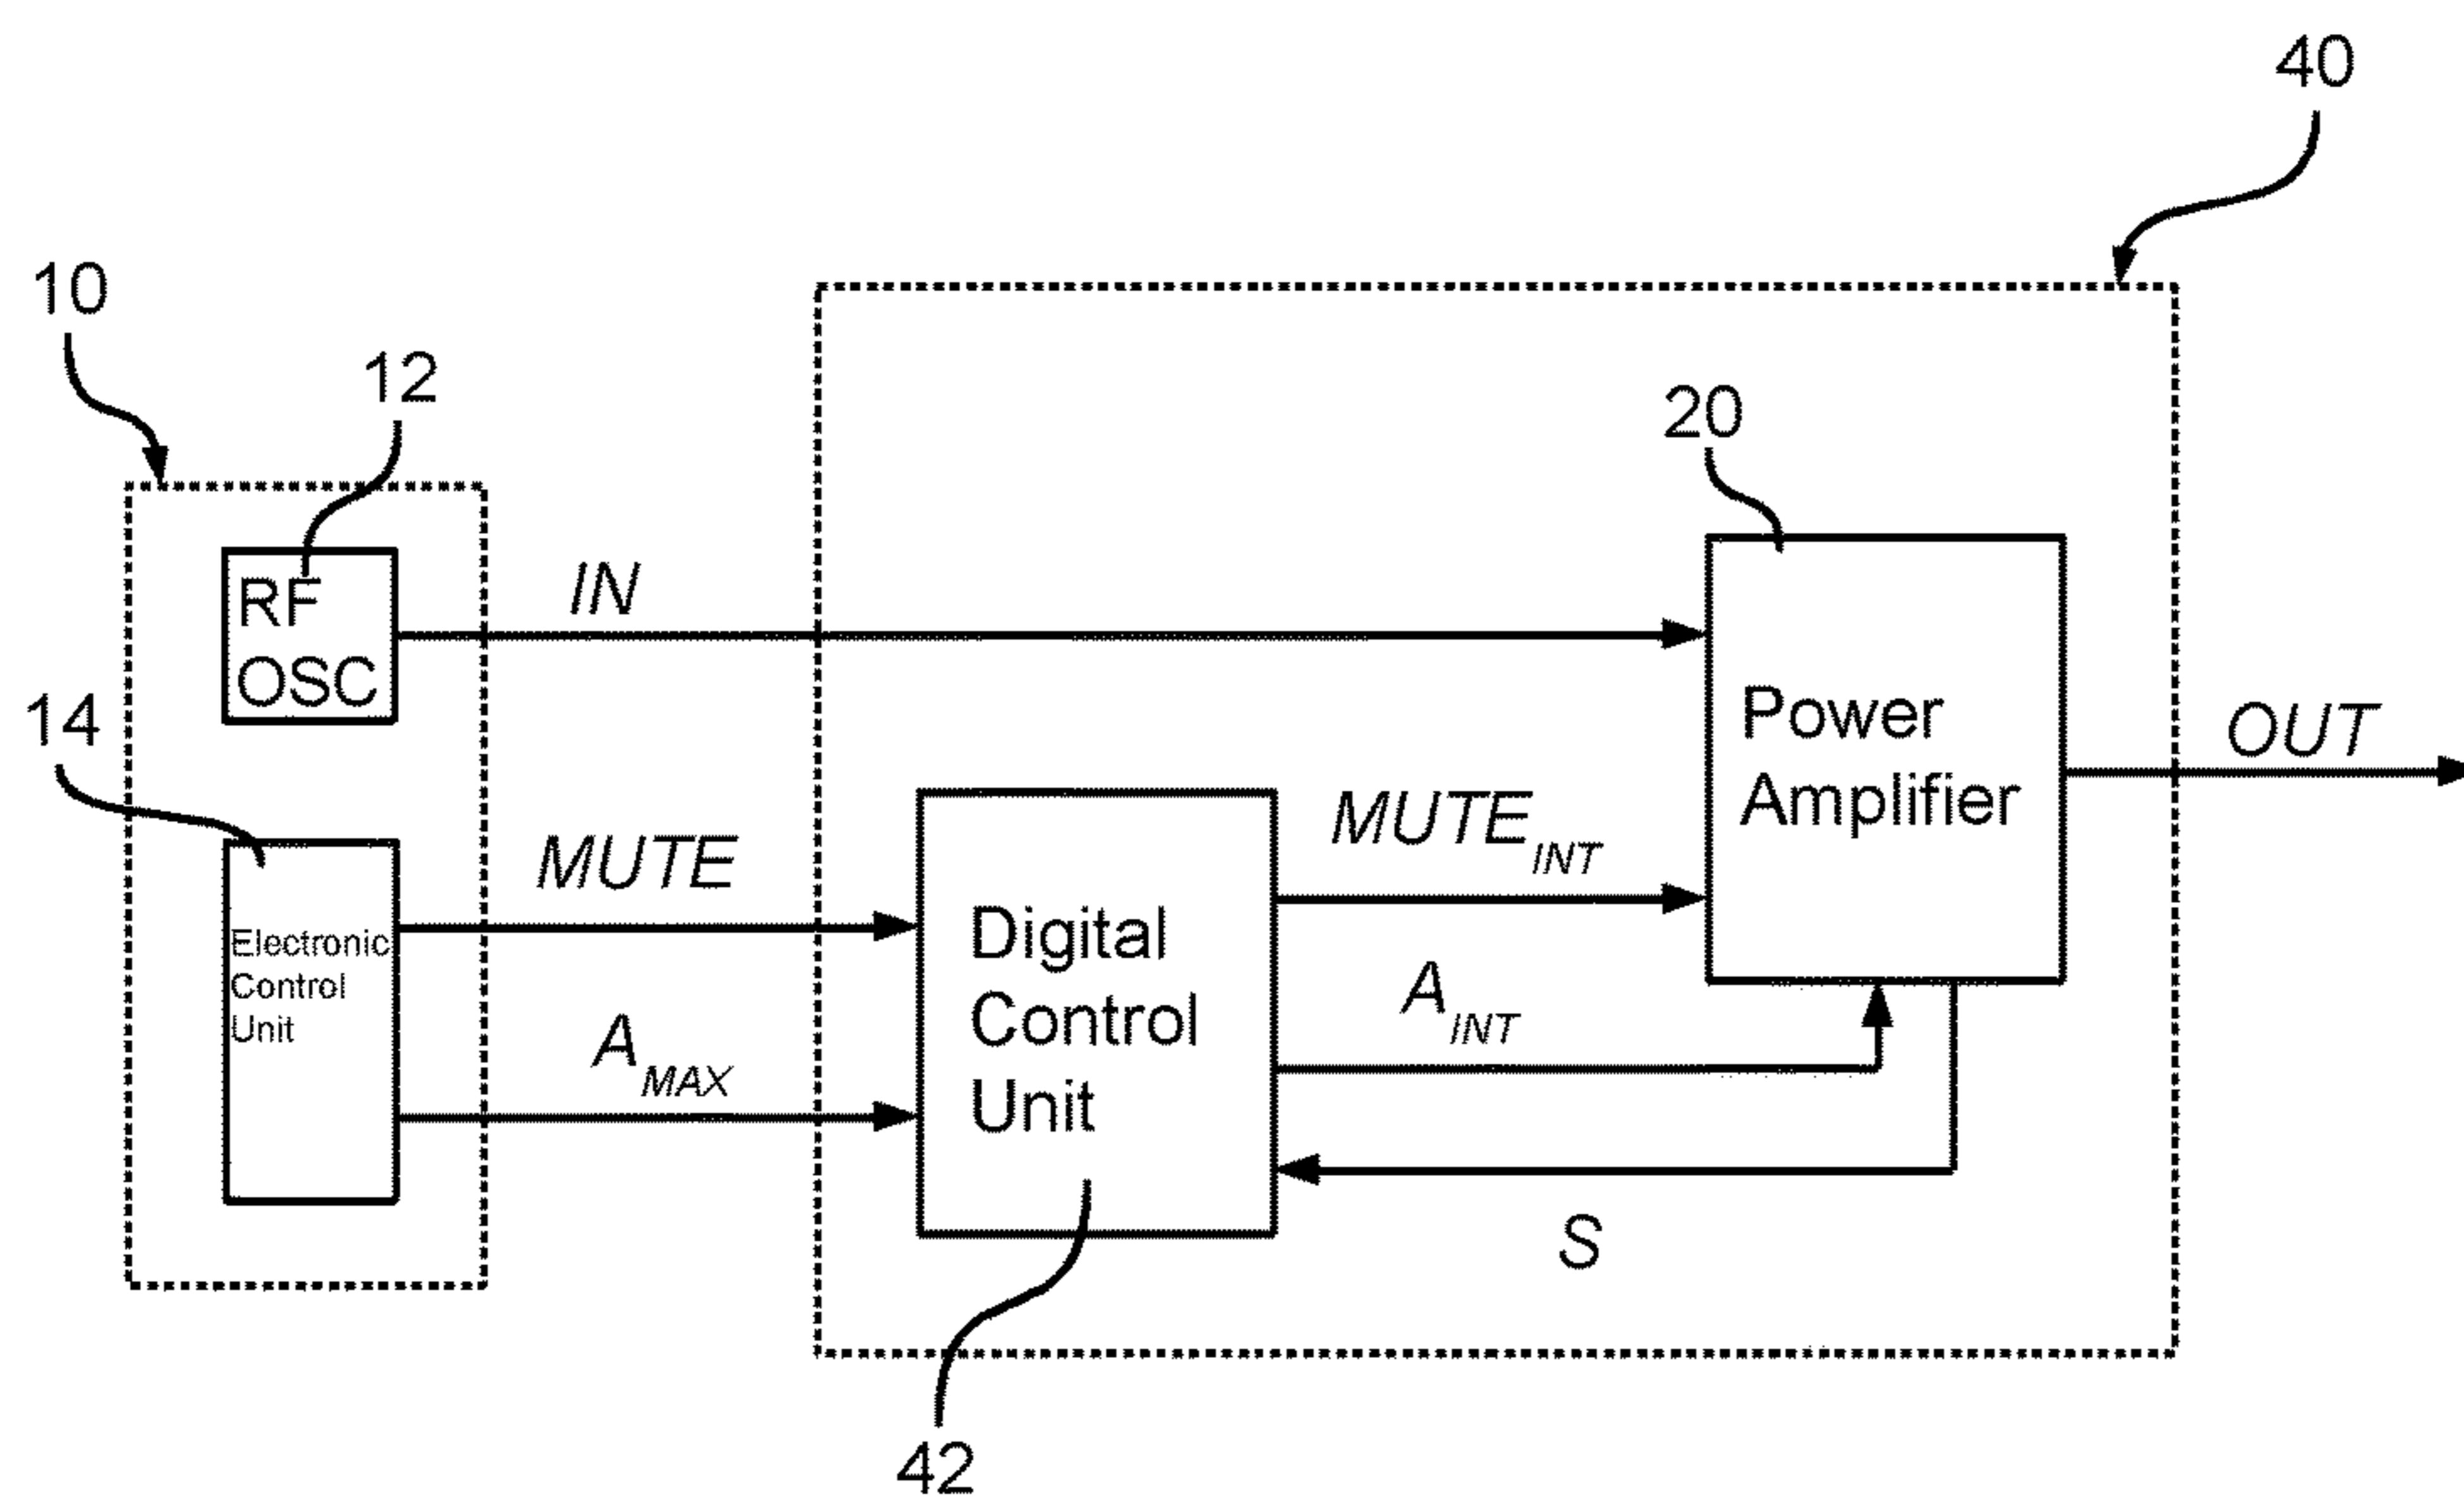 40
10
12
20
IN
RF
OSC
14
Power
Amplifier
OUT
MUTE
MUTE INT
Electronic
Control
Unit
Digital
Control
Unit
A INT
A MAX
S
42